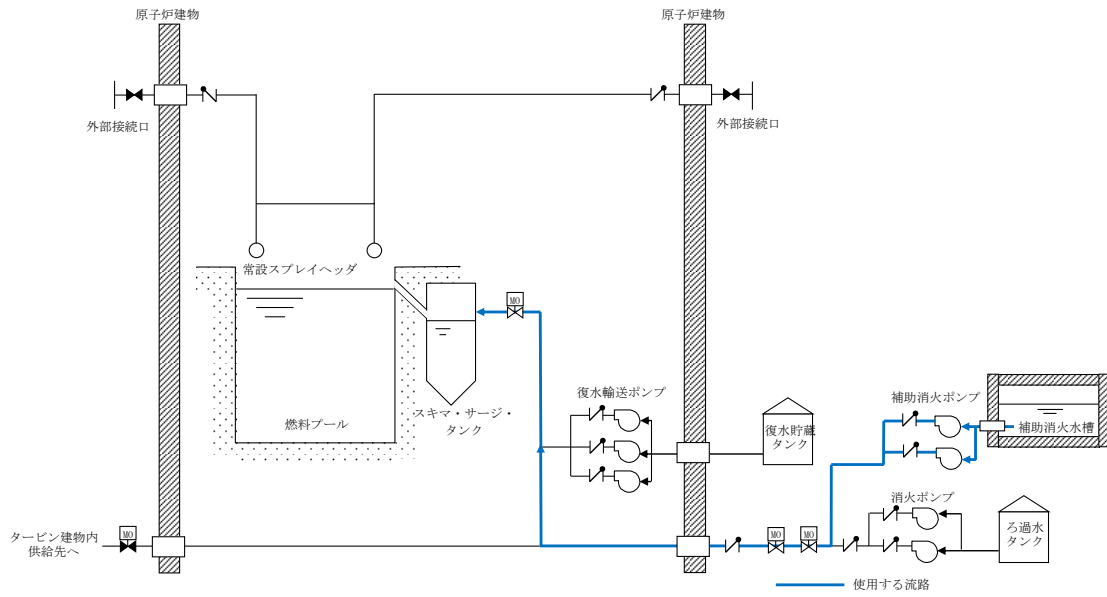 原子炉建物
原子炉建物
外部接続口
外部接続口
常設スプレイヘッダ
MO
燃料プール
スキマ・サージ・
タンク
復水輸送ポンプ
復水貯蔵
タンク
補助消火ポンプ
補助消火水槽
消火ポンプ
ろ過水
タンク
タービン建物内
供給先へ
MO
MO
MO
使用する流路